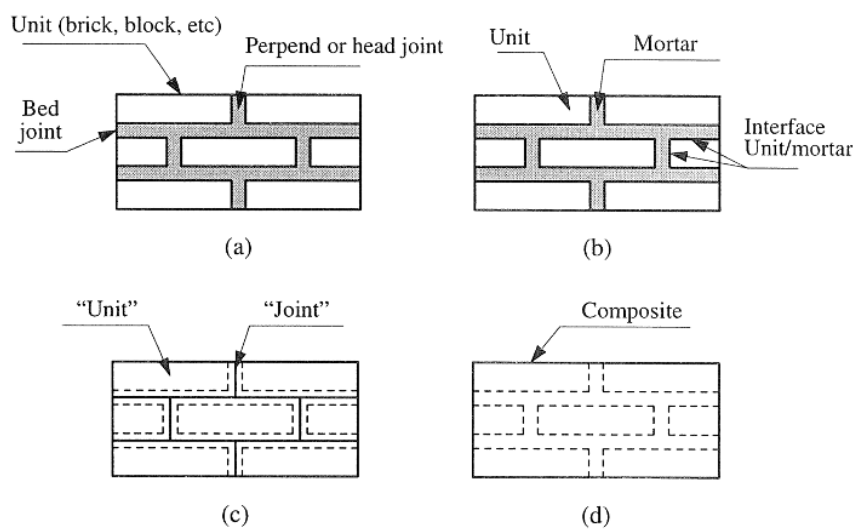 Unit (brick, block, etc)
Perpend or head joint
Bed
joint
(a)
Unit
Mortar
Interface
Unit/mortar
(b)
“Unit”
“Joint”
(c)
Composite
(d)